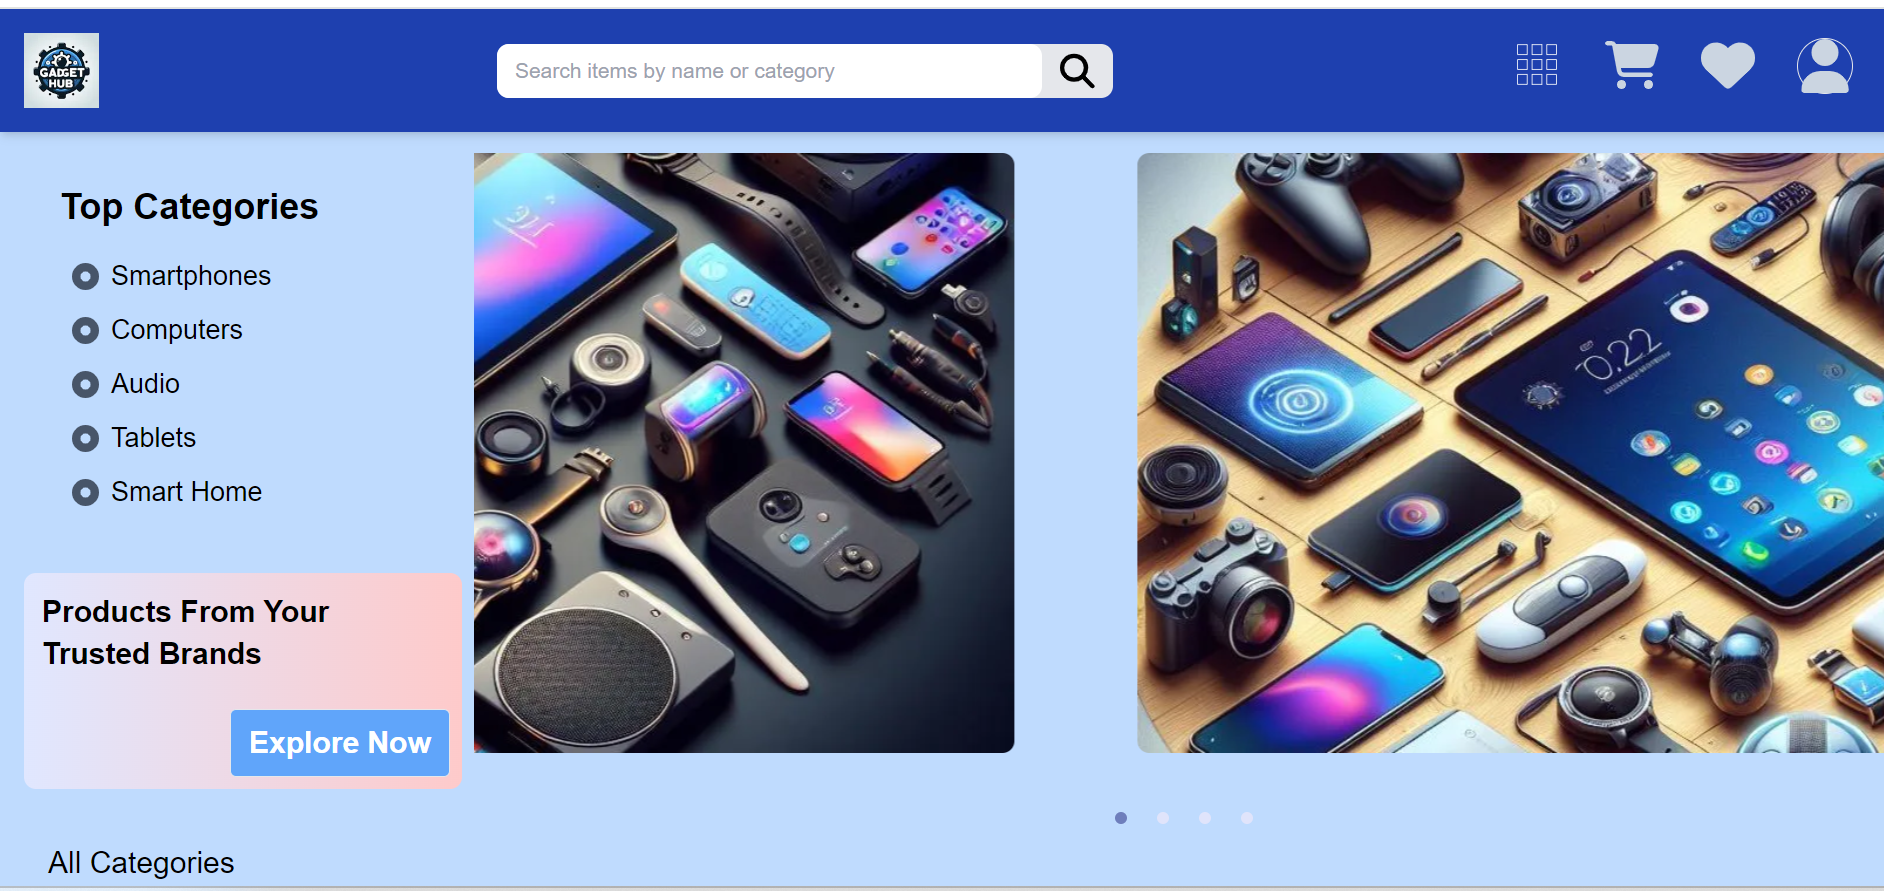 GADGET
HUB
Search items by name or category
Top Categories
Smartphones
Computers
Audio
Tablets
Smart Home
Products From Your
Trusted Brands
Explore Now
All Categories